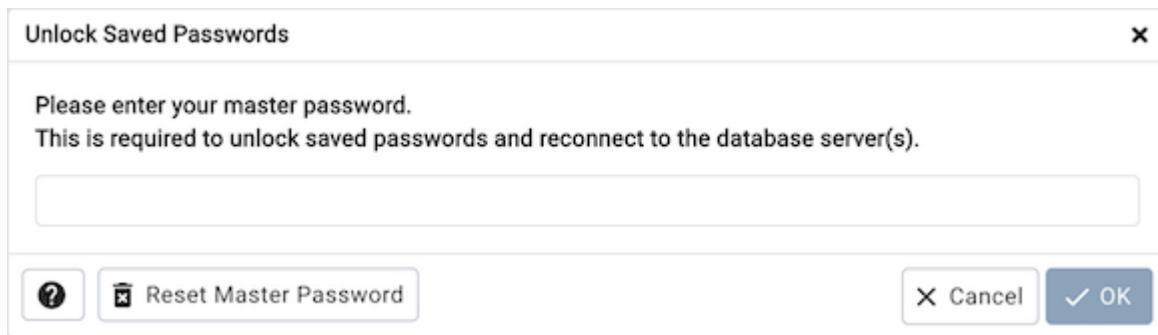 Unlock Saved Passwords
Please enter your master password.
This is required to unlock saved passwords and reconnect to the database server(s).
Reset Master Password
Cancel
OK